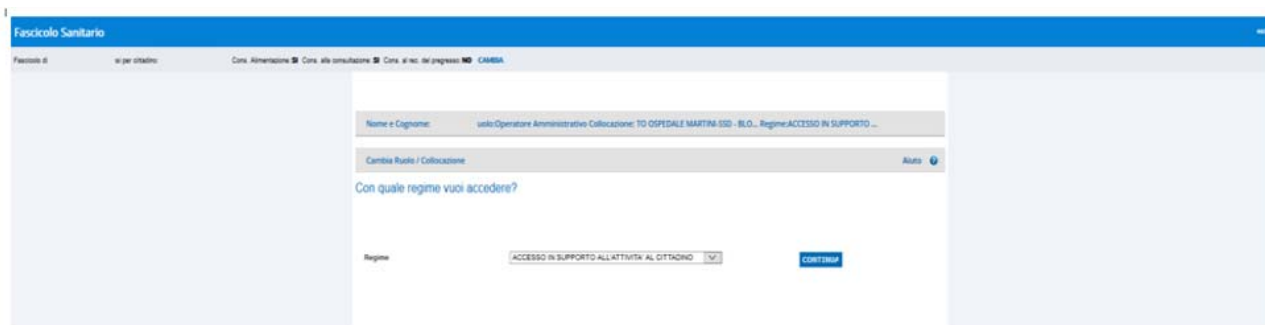 Fascicolo Sanitario
Fascicolo di si per cittadino: Cons. Alimentazione SI Cons. alla consultazione SI Cons. al rec. del pregresso NO CAMBIA
Nome e Cognome: uolo:Operatore Amministrativo Collocazione: TO OSPEDALE MARTINI-SSD - BLO... Regime:ACCESSO IN SUPPORTO ...
Cambia Ruolo / Collocazione Aiuto
Con quale regime vuoi accedere?
Regime ACCESSO IN SUPPORTO ALL'ATTIVITA' AL CITTADINO CONTINUA